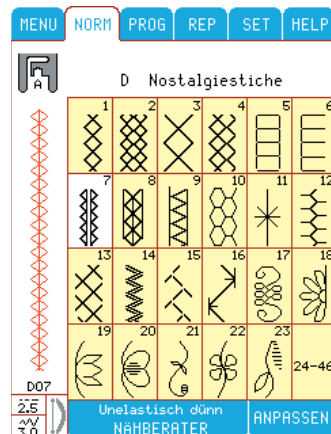 MENU NORM PROG REP SET HELP
A
D Nostalgiestiche
1 2 3 4 5 6
7 8 9 10 11 12
13 14 15 16 17 18
19 20 21 22 23 24-46
D07
2.5
3.0
Unelastisch dünn
NÄHBERATER
ANPASSEN